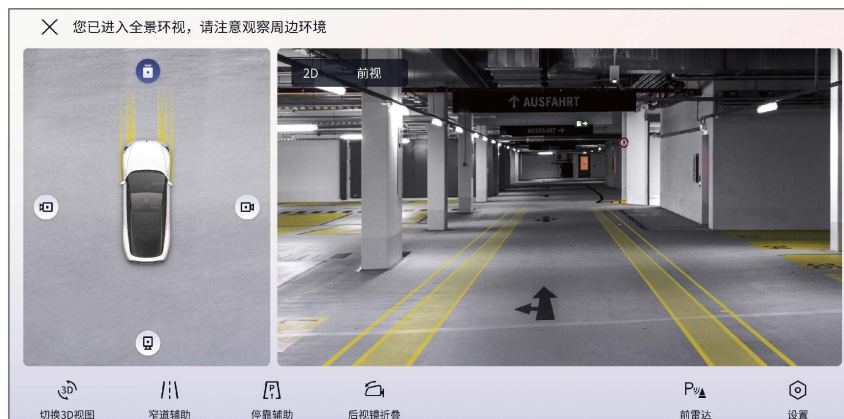 您已进入全景环视，请注意观察周边环境
2D 前视
AUSFAHRT
AUSFAHRT
3D
切换3D视图
窄道辅助
P
停靠辅助
后视镜折叠
P
前雷达
设置